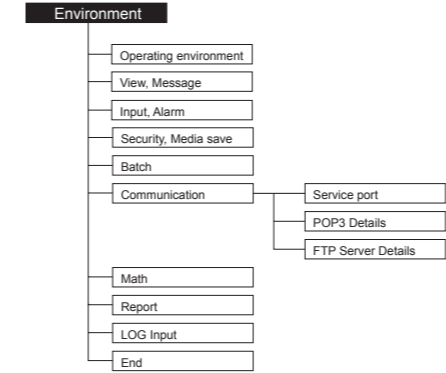 Environment
Operating environment
View, Message
Input, Alarm
Security, Media save
Batch
Communication
Service port
POP3 Details
FTP Server Details
Math
Report
LOG Input
End